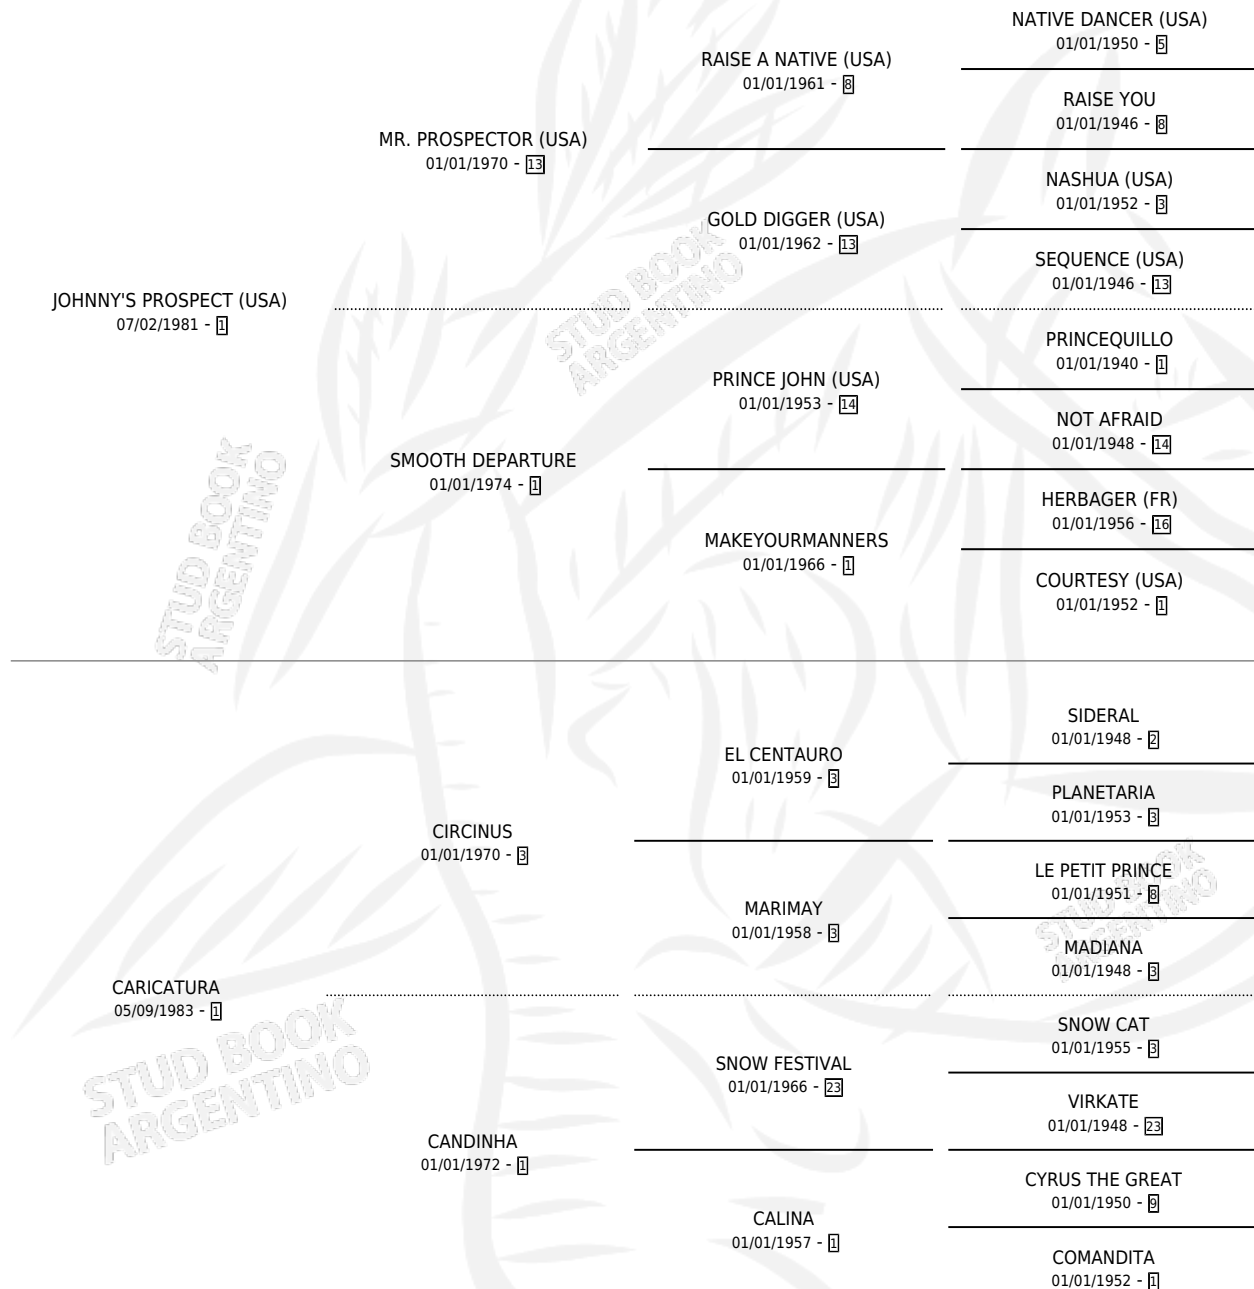 NATIVE DANCER (USA)
01/01/1950 - 5
RAISE A NATIVE (USA)
01/01/1961 - 8
RAISE YOU
01/01/1946 - 8
MR. PROSPECTOR (USA)
01/01/1970 - 13
NASHUA (USA)
01/01/1952 - 3
GOLD DIGGER (USA)
01/01/1962 - 13
SEQUENCE (USA)
01/01/1946 - 13
JOHNNY'S PROSPECT (USA)
07/02/1981 - 1
PRINCEQUILLO
01/01/1940 - 1
PRINCE JOHN (USA)
01/01/1953 - 14
NOT AFRAID
01/01/1948 - 14
SMOOTH DEPARTURE
01/01/1974 - 1
HERBAGER (FR)
01/01/1956 - 16
MAKEYOURMANNERS
01/01/1966 - 1
COURTESY (USA)
01/01/1952 - 1
SIDERAL
01/01/1948 - 2
EL CENTAURO
01/01/1959 - 3
PLANETARIA
01/01/1953 - 3
CIRCINUS
01/01/1970 - 3
LE PETIT PRINCE
01/01/1951 - 8
MARIMAY
01/01/1958 - 3
MADIANA
01/01/1948 - 3
CARICATURA
05/09/1983 - 1
SNOW CAT
01/01/1955 - 3
SNOW FESTIVAL
01/01/1966 - 23
VIRKATE
01/01/1948 - 23
CANDINHA
01/01/1972 - 1
CYRUS THE GREAT
01/01/1950 - 9
CALINA
01/01/1957 - 1
COMANDITA
01/01/1952 - 1
STUD BOOK
ARGENTINO
STUD BOOK
ARGENTINO
STUD BOOK
ARGENTINO
STUD BOOK
ARGENTINO